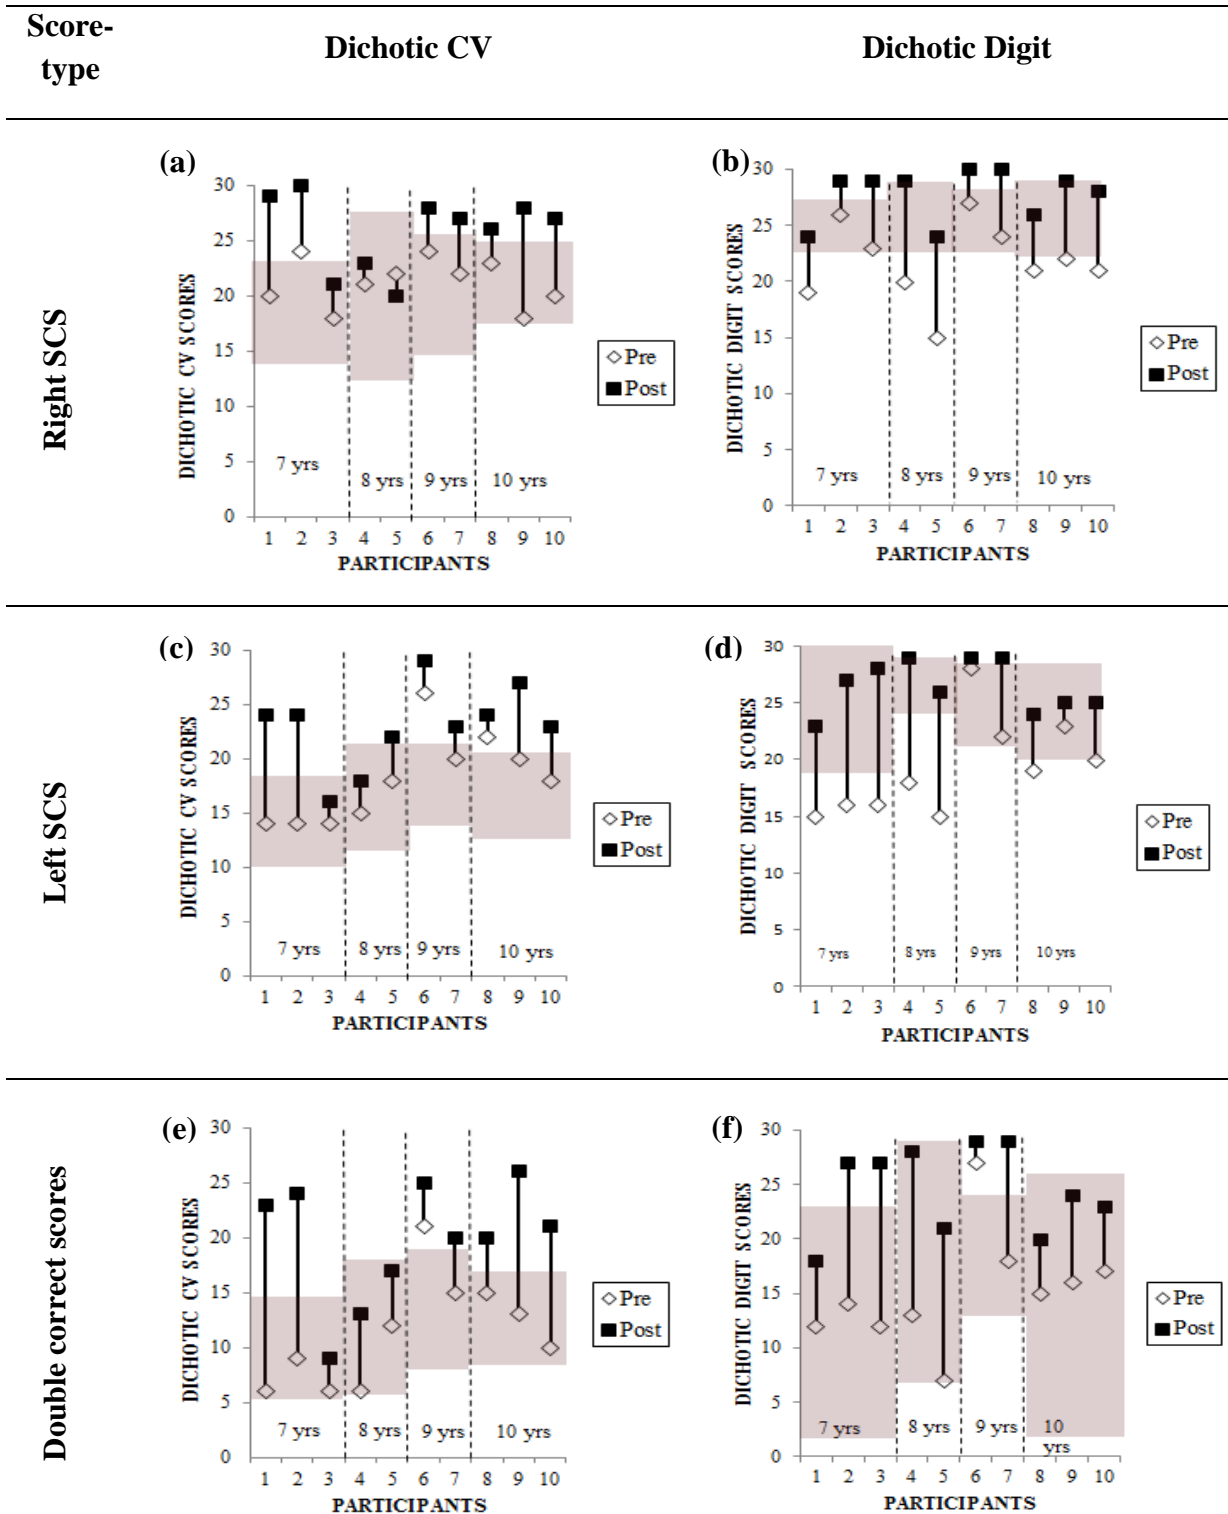 Score-
type
Dichotic CV
Dichotic Digit
Right SCS
(a)
DICHOTIC CV SCORES
30
25
20
15
10
5
0
7 yrs
8 yrs
9 yrs
10 yrs
1 2 3 4 5 6 7 8 9 10
PARTICIPANTS
Pre
Post
(b)
DICHOTIC DIGIT SCORES
30
25
20
15
10
5
0
7 yrs
8 yrs
9 yrs
10 yrs
1 2 3 4 5 6 7 8 9 10
PARTICIPANTS
Pre
Post
Left SCS
(c)
DICHOTIC CV SCORES
30
25
20
15
10
5
0
7 yrs
8 yrs
9 yrs
10 yrs
1 2 3 4 5 6 7 8 9 10
PARTICIPANTS
Pre
Post
(d)
DICHOTIC DIGIT SCORES
30
25
20
15
10
5
0
7 yrs
8 yrs
9 yrs
10 yrs
1 2 3 4 5 6 7 8 9 10
PARTICIPANTS
Pre
Post
Double correct scores
(e)
DICHOTIC CV SCORES
30
25
20
15
10
5
0
7 yrs
8 yrs
9 yrs
10 yrs
1 2 3 4 5 6 7 8 9 10
PARTICIPANTS
Pre
Post
(f)
DICHOTIC DIGIT SCORES
30
25
20
15
10
5
0
7 yrs
8 yrs
9 yrs
10
yrs
1 2 3 4 5 6 7 8 9 10
PARTICIPANTS
Pre
Post